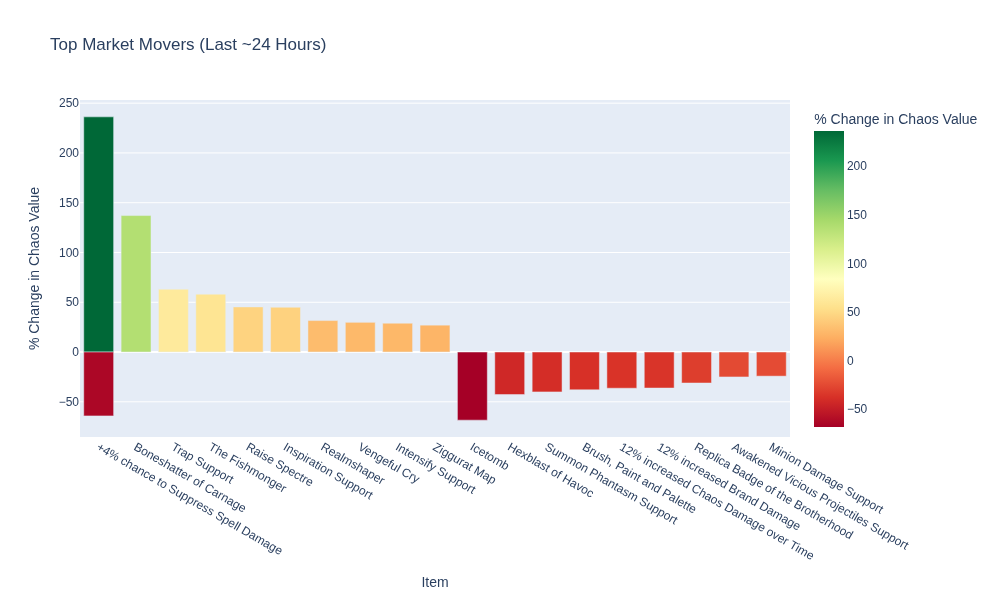 Top Market Movers (Last ~24 Hours)
% Change in Chaos Value
250
200
150
100
50
0
−50
% Change in Chaos Value
200
150
100
50
0
−50
+4% chance to Suppress Spell Damage
Boneshatter of Carnage
Trap Support
The Fishmonger
Raise Spectre
Inspiration Support
Realmshaper
Vengeful Cry
Intensify Support
Ziggurat Map
Icetomb
Hexblast of Havoc
Summon Phantasm Support
Brush, Paint and Palette
12% increased Chaos Damage over Time
12% increased Brand Damage
Replica Badge of the Brotherhood
Awakened Vicious Projectiles Support
Minion Damage Support
Item